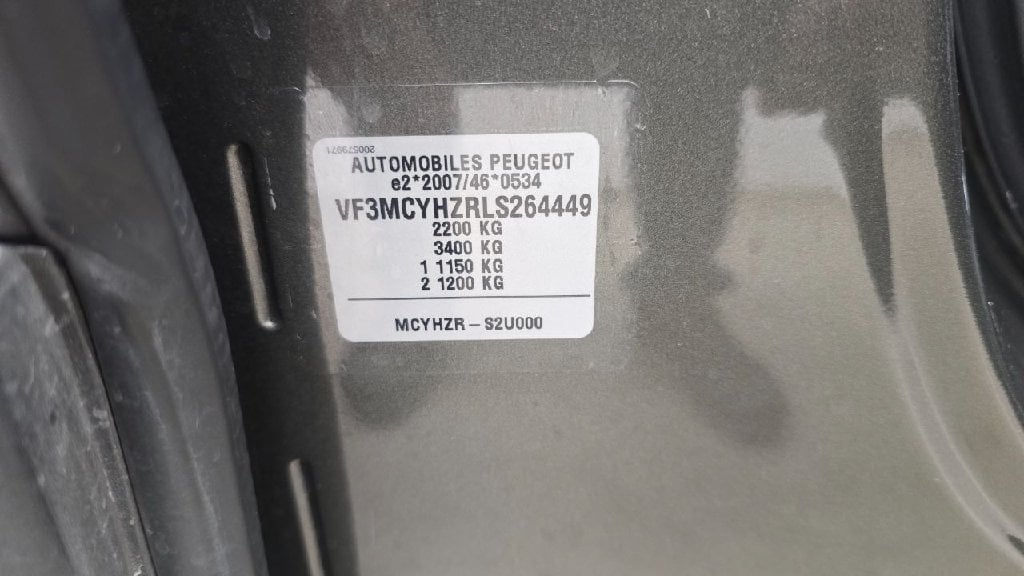 200579971
AUTOMOBILES PEUGEOT
e2*2007/46*0534
VF3MCYHZRLS264449
2200 KG
3400 KG
1 1150 KG
2 1200 KG
MCYHZR – S2U000